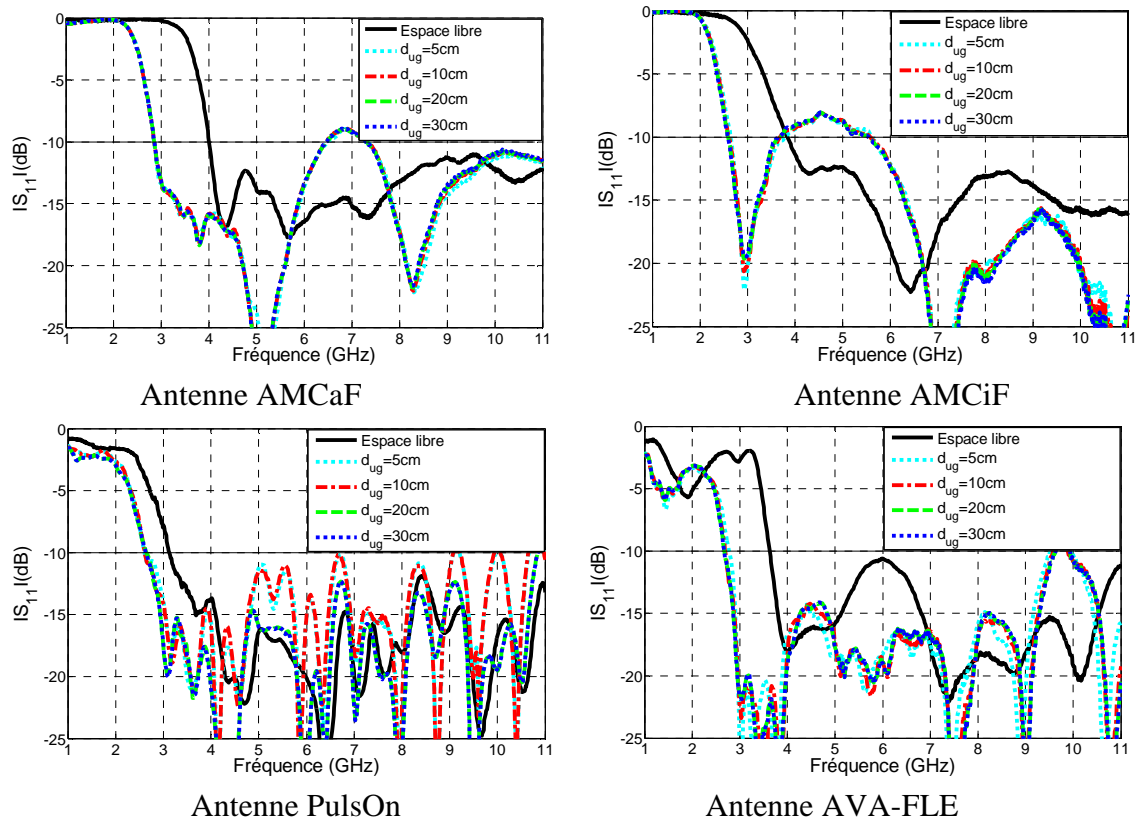 0
-5
-10
-15
-20
-25
IS11I(dB)
1 2 3 4 5 6 7 8 9 10 11
Fréquence (GHz)
Espace libre
dug=5cm
dug=10cm
dug=20cm
dug=30cm
Antenne AMCaF
0
-5
-10
-15
-20
-25
IS11I(dB)
1 2 3 4 5 6 7 8 9 10 11
Fréquence (GHz)
Espace libre
dug=5cm
dug=10cm
dug=20cm
dug=30cm
Antenne AMCiF
0
-5
-10
-15
-20
-25
IS11I(dB)
1 2 3 4 5 6 7 8 9 10 11
Fréquence (GHz)
Espace libre
dug=5cm
dug=10cm
dug=20cm
dug=30cm
Antenne PulsOn
0
-5
-10
-15
-20
-25
IS11I(dB)
1 2 3 4 5 6 7 8 9 10 11
Fréquence (GHz)
Espace libre
dug=5cm
dug=10cm
dug=20cm
dug=30cm
Antenne AVA-FLE